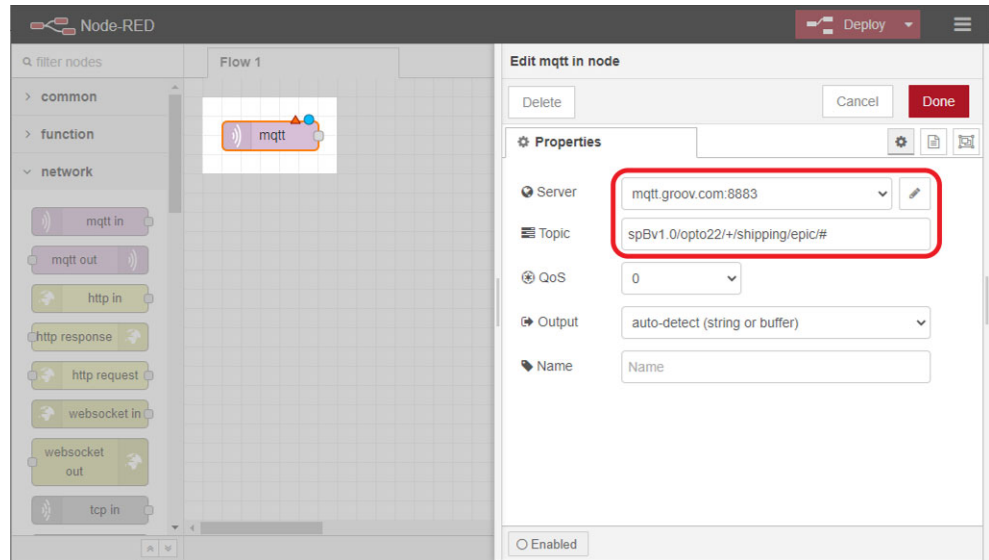 Node-RED
Deploy
filter nodes
Flow 1
common
function
network
mqtt in
mqtt out
http in
http response
http request
websocket in
websocket
out
tcp in
mqtt
Edit mqtt in node
Delete
Cancel
Done
Properties
Server
mqtt.groov.com:8883
Topic
spBv1.0/opto22/+/shipping/epic/#
QoS
0
Output
auto-detect (string or buffer)
Name
Name
Enabled